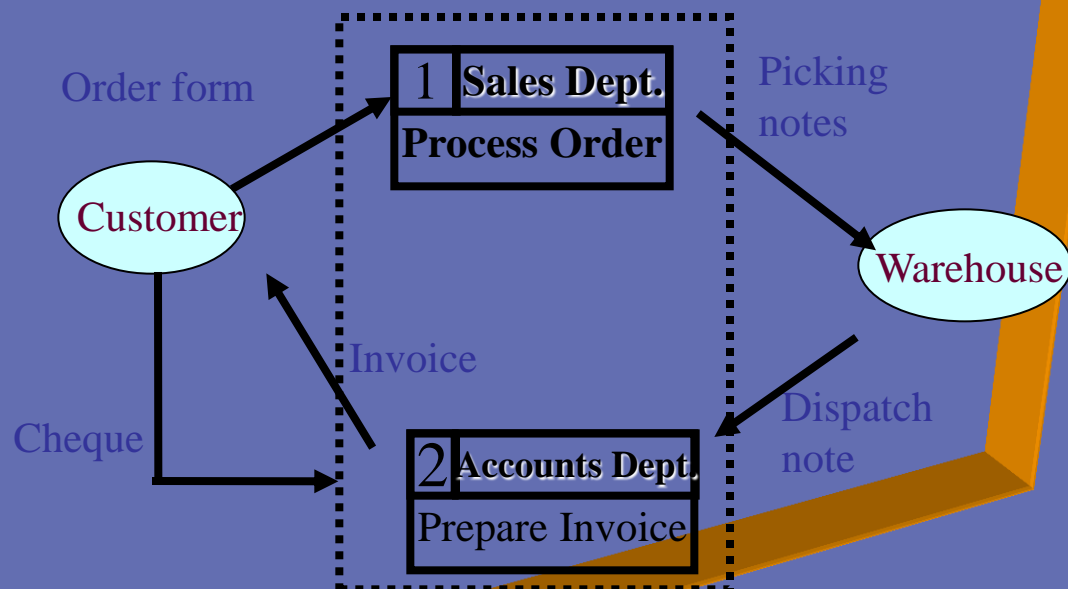 Order form
1 Sales Dept.
Process Order
Picking
notes
Customer
Warehouse
Invoice
Cheque
Dispatch
note
2 Accounts Dept.
Prepare Invoice